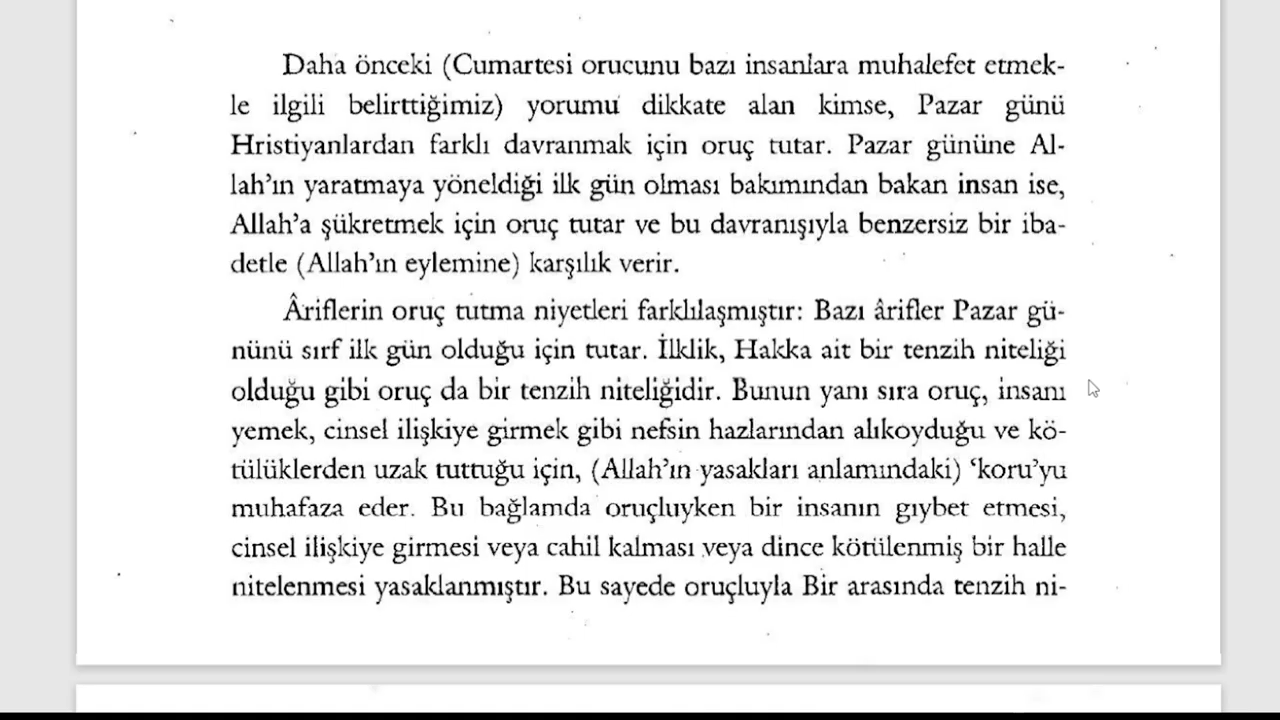 Daha önceki (Cumartesi orucunu bazı insanlara muhalefet etmek-
le ilgili belirttiğimiz) yorumu dikkate alan kimse, Pazar günü
Hristiyanlardan farklı davranmak için oruç tutar. Pazar gününe Al-
lah’ın yaratmaya yöneldiği ilk gün olması bakımından bakan insan ise,
Allah’a şükretmek için oruç tutar ve bu davranışıyla benzersiz bir iba-
detle (Allah’ın eylemine) karşılık verir.
Âriflerin oruç tutma niyetleri farklılaşmıştır: Bazı ârifler Pazar gü-
nünü sırf ilk gün olduğu için tutar. İlklik, Hakka ait bir tenzih niteliği
olduğu gibi oruç da bir tenzih niteliğidir. Bunun yanı sıra oruç, insanı
yemek, cinsel ilişkiye girmek gibi nefsin hazlarından alıkoyduğu ve kö-
tülüklerden uzak tuttuğu için, (Allah’ın yasakları anlamındaki) ‘koru’yu
muhafaza eder. Bu bağlamda oruçluyken bir insanın gıybet etmesi,
cinsel ilişkiye girmesi veya cahil kalması veya dince kötülenmiş bir halle
nitelenmesi yasaklanmıştır. Bu sayede oruçluyla Bir arasında tenzih ni-